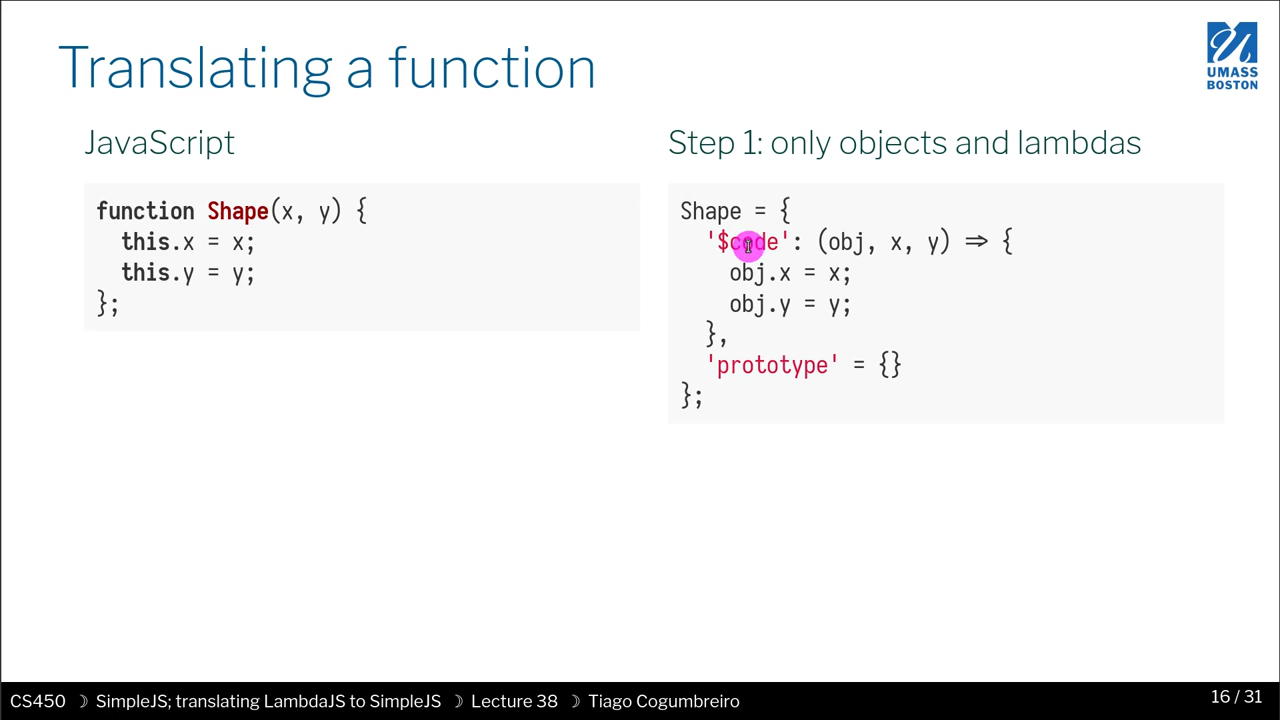 Translating a function
UMASS
BOSTON
JavaScript
function Shape(x, y) {
  this.x = x;
  this.y = y;
};
Step 1: only objects and lambdas
Shape = {
  '$code': (obj, x, y) => {
    obj.x = x;
    obj.y = y;
  },
  'prototype' = {}
};
CS450 ☽ SimpleJS; translating LambdaJS to SimpleJS ☽ Lecture 38 ☽ Tiago Cogumbreiro
16 / 31